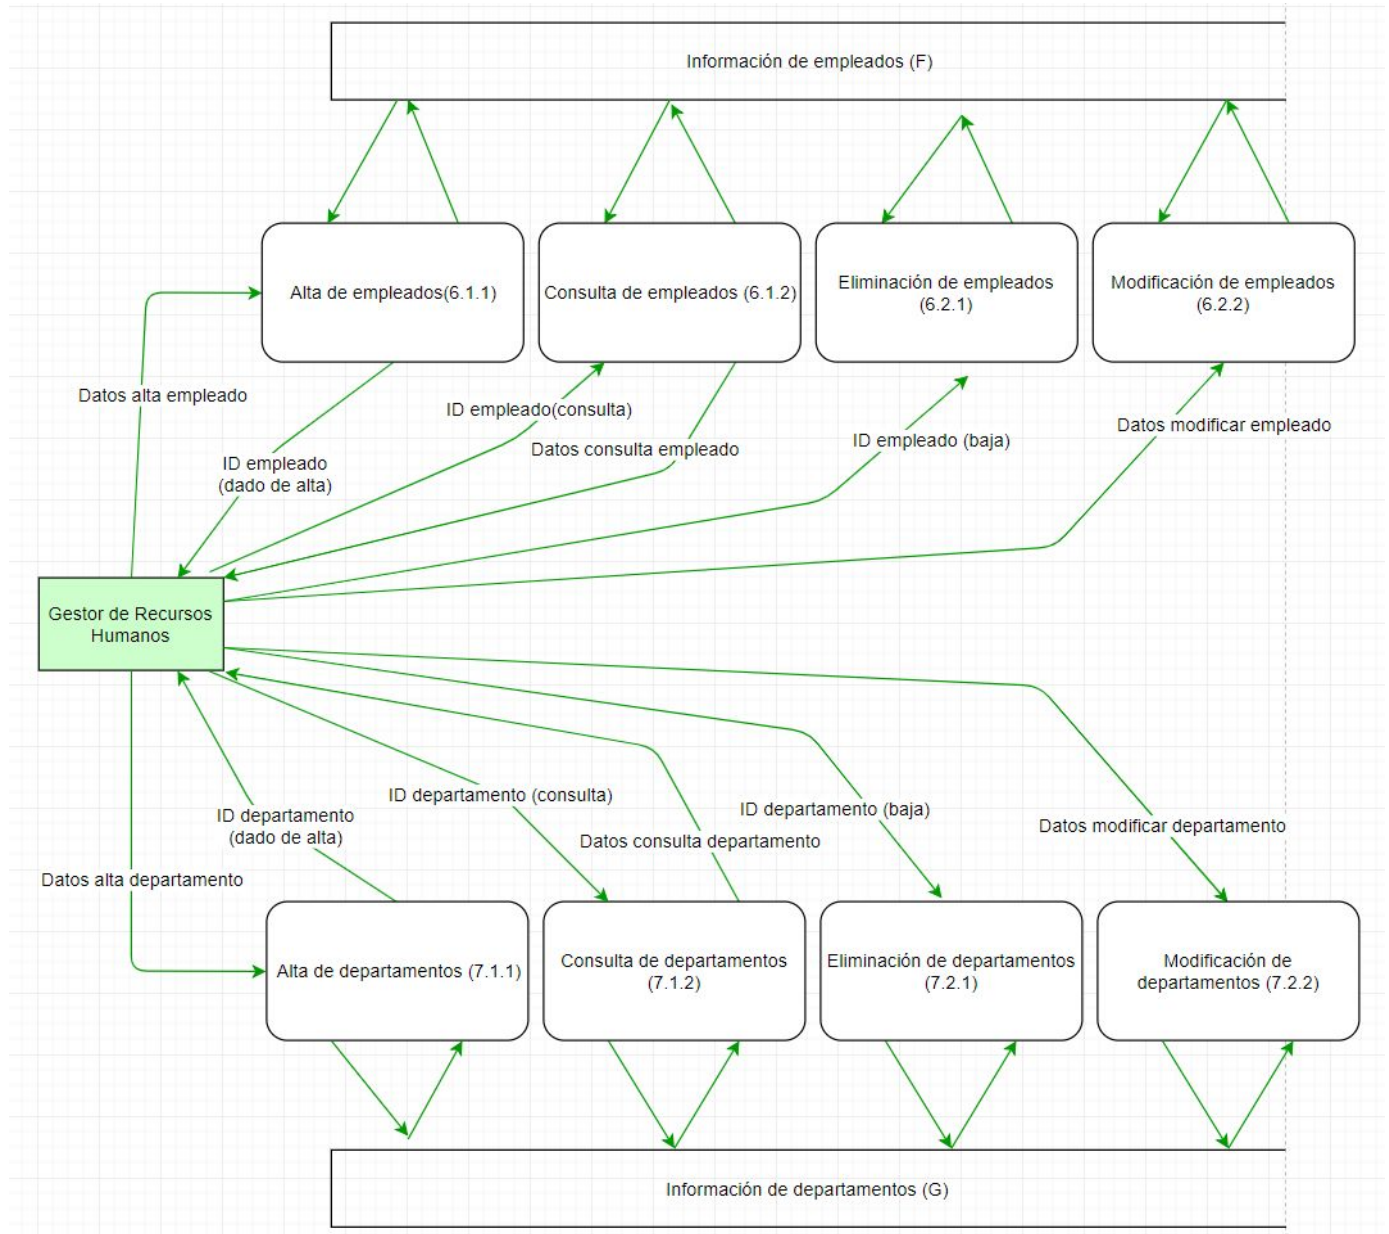 Información de empleados (F)
Alta de empleados(6.1.1)
Consulta de empleados (6.1.2)
Eliminación de empleados
(6.2.1)
Modificación de empleados
(6.2.2)
Datos alta empleado
ID empleado
(dado de alta)
ID empleado(consulta)
Datos consulta empleado
ID empleado (baja)
Datos modificar empleado
Gestor de Recursos
Humanos
Datos alta departamento
ID departamento
(dado de alta)
ID departamento (consulta)
Datos consulta departamento
ID departamento (baja)
Datos modificar departamento
Alta de departamentos (7.1.1)
Consulta de departamentos
(7.1.2)
Eliminación de departamentos
(7.2.1)
Modificación de
departamentos (7.2.2)
Información de departamentos (G)